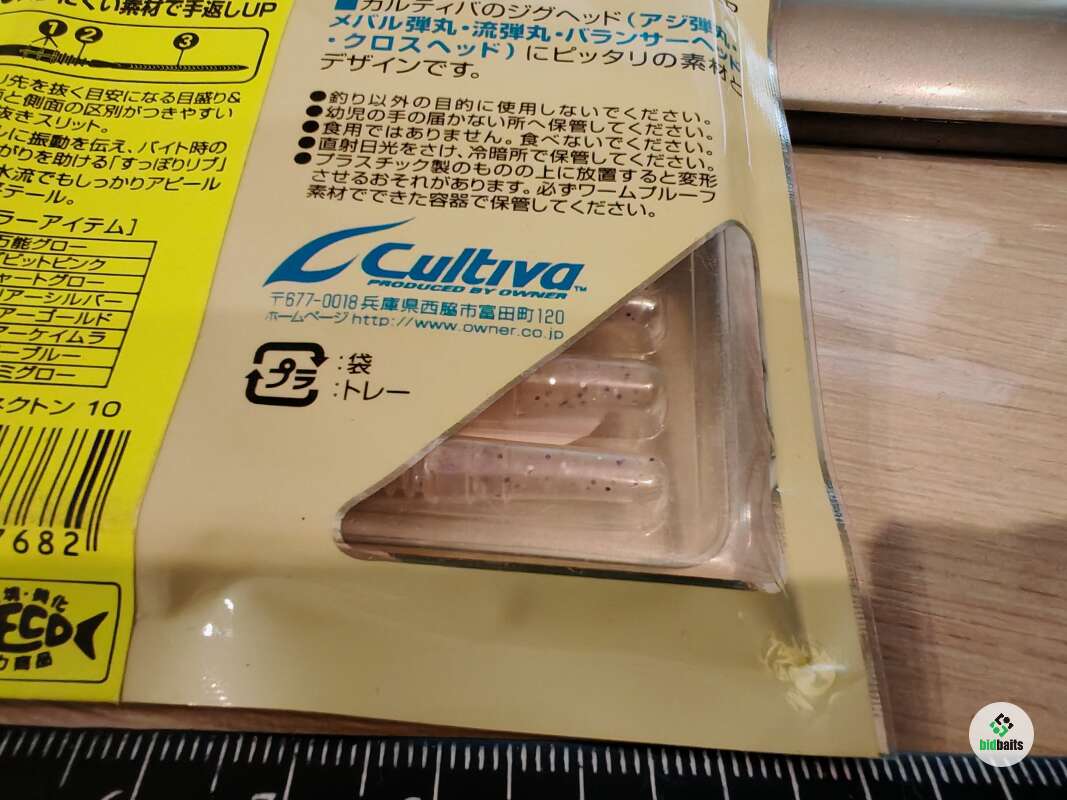 にくい素材で手返しUP
① ② ③
先を抜く目安になる目盛り&
と側面の区別がつきやすい
抜きスリット。
に振動を伝え、バイト時の
がりを助ける「すっぽりリブ」
水流でもしっかりアピール
テール。
ラーアイテム]
万能グロー
ビットピンク
ャートグロー
リアーシルバー
アーゴールド
アーケイムラ
ーブルー
ミグロー
クトン 10
7682
カルティバのジグヘッド(アジ弾丸・
メバル弾丸・流弾丸・バランサーヘッド
・クロスヘッド)にピッタリの素材と
デザインです。
●釣り以外の目的に使用しないでください。
●幼児の手の届かない所へ保管してください。
●食用ではありません。食べないでください。
●直射日光をさけ、冷暗所で保管してください。
●プラスチック製のものの上に放置すると変形
させるおそれがあります。必ずワームプルーフ
素材でできた容器で保管してください。
Cultiva™
PRODUCED BY OWNER
〒677-0018 兵庫県西脇市富田町120
ホームページ http://www.owner.co.jp
プラ
:袋
:トレー
ECO
商品
bidbaits